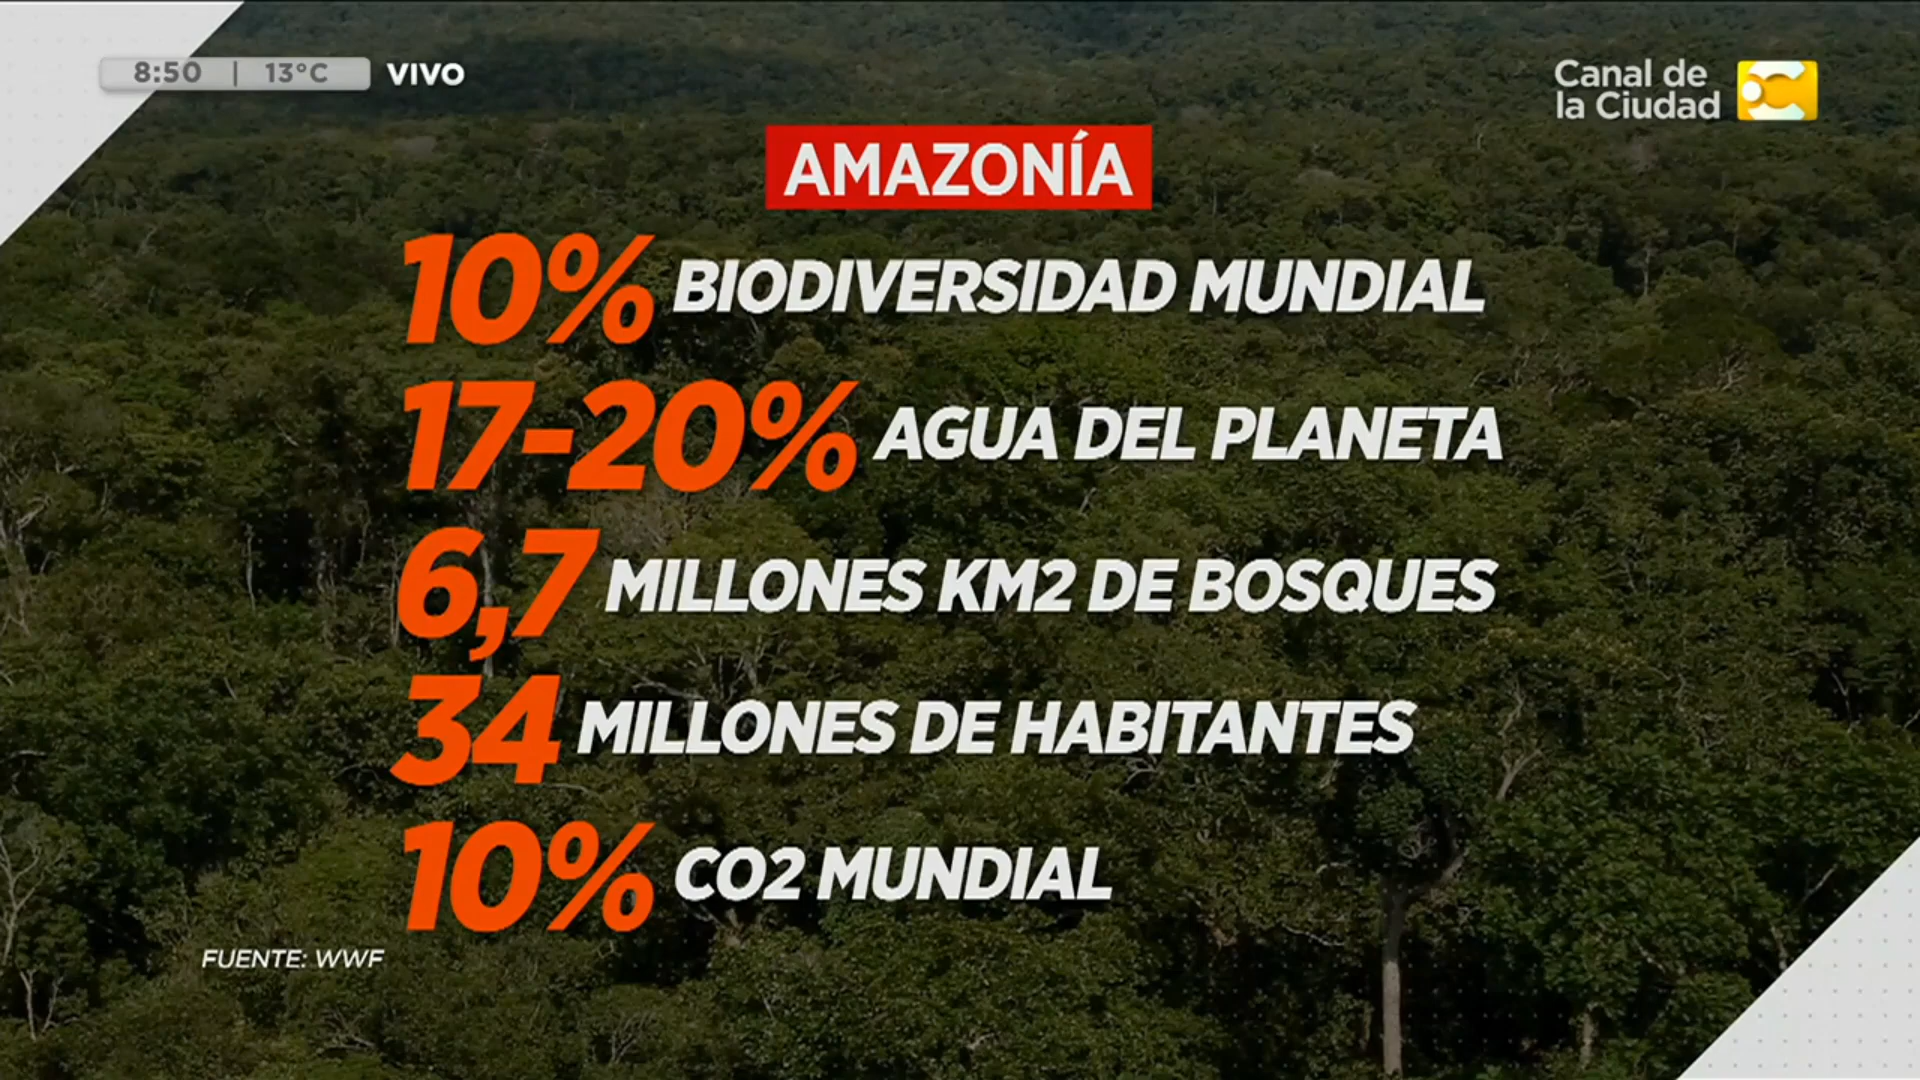 8:50 | 13°C VIVO
Canal de
la Ciudad
AMAZONÍA
10% BIODIVERSIDAD MUNDIAL
17-20% AGUA DEL PLANETA
6,7 MILLONES KM2 DE BOSQUES
34 MILLONES DE HABITANTES
10% CO2 MUNDIAL
FUENTE: WWF